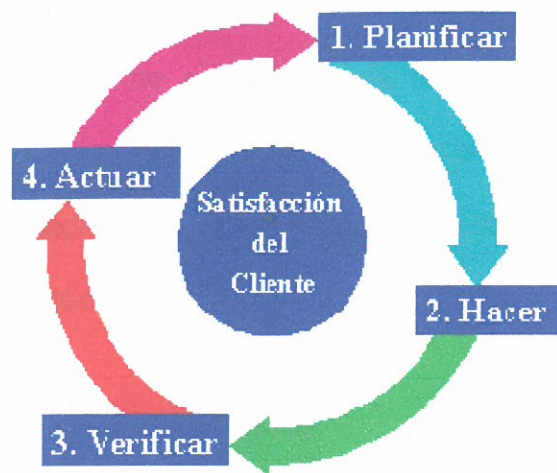 1. Planificar
2. Hacer
3. Verificar
4. Actuar
Satisfacción
del
Cliente